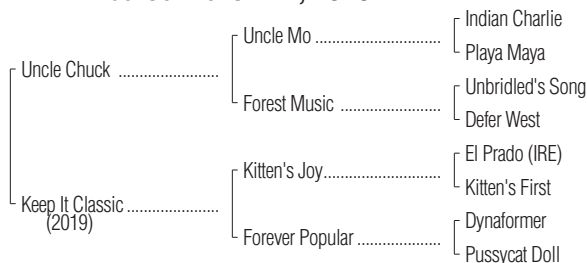 Indian Charlie
Uncle Mo ..............................
Playa Maya
Uncle Chuck ........................
Unbridled's Song
Forest Music ........................
Defer West
El Prado (IRE)
Kitten's Joy............................
Kitten's First
Keep It Classic ......................
(2019)
Dynaformer
Forever Popular ....................
Pussycat Doll